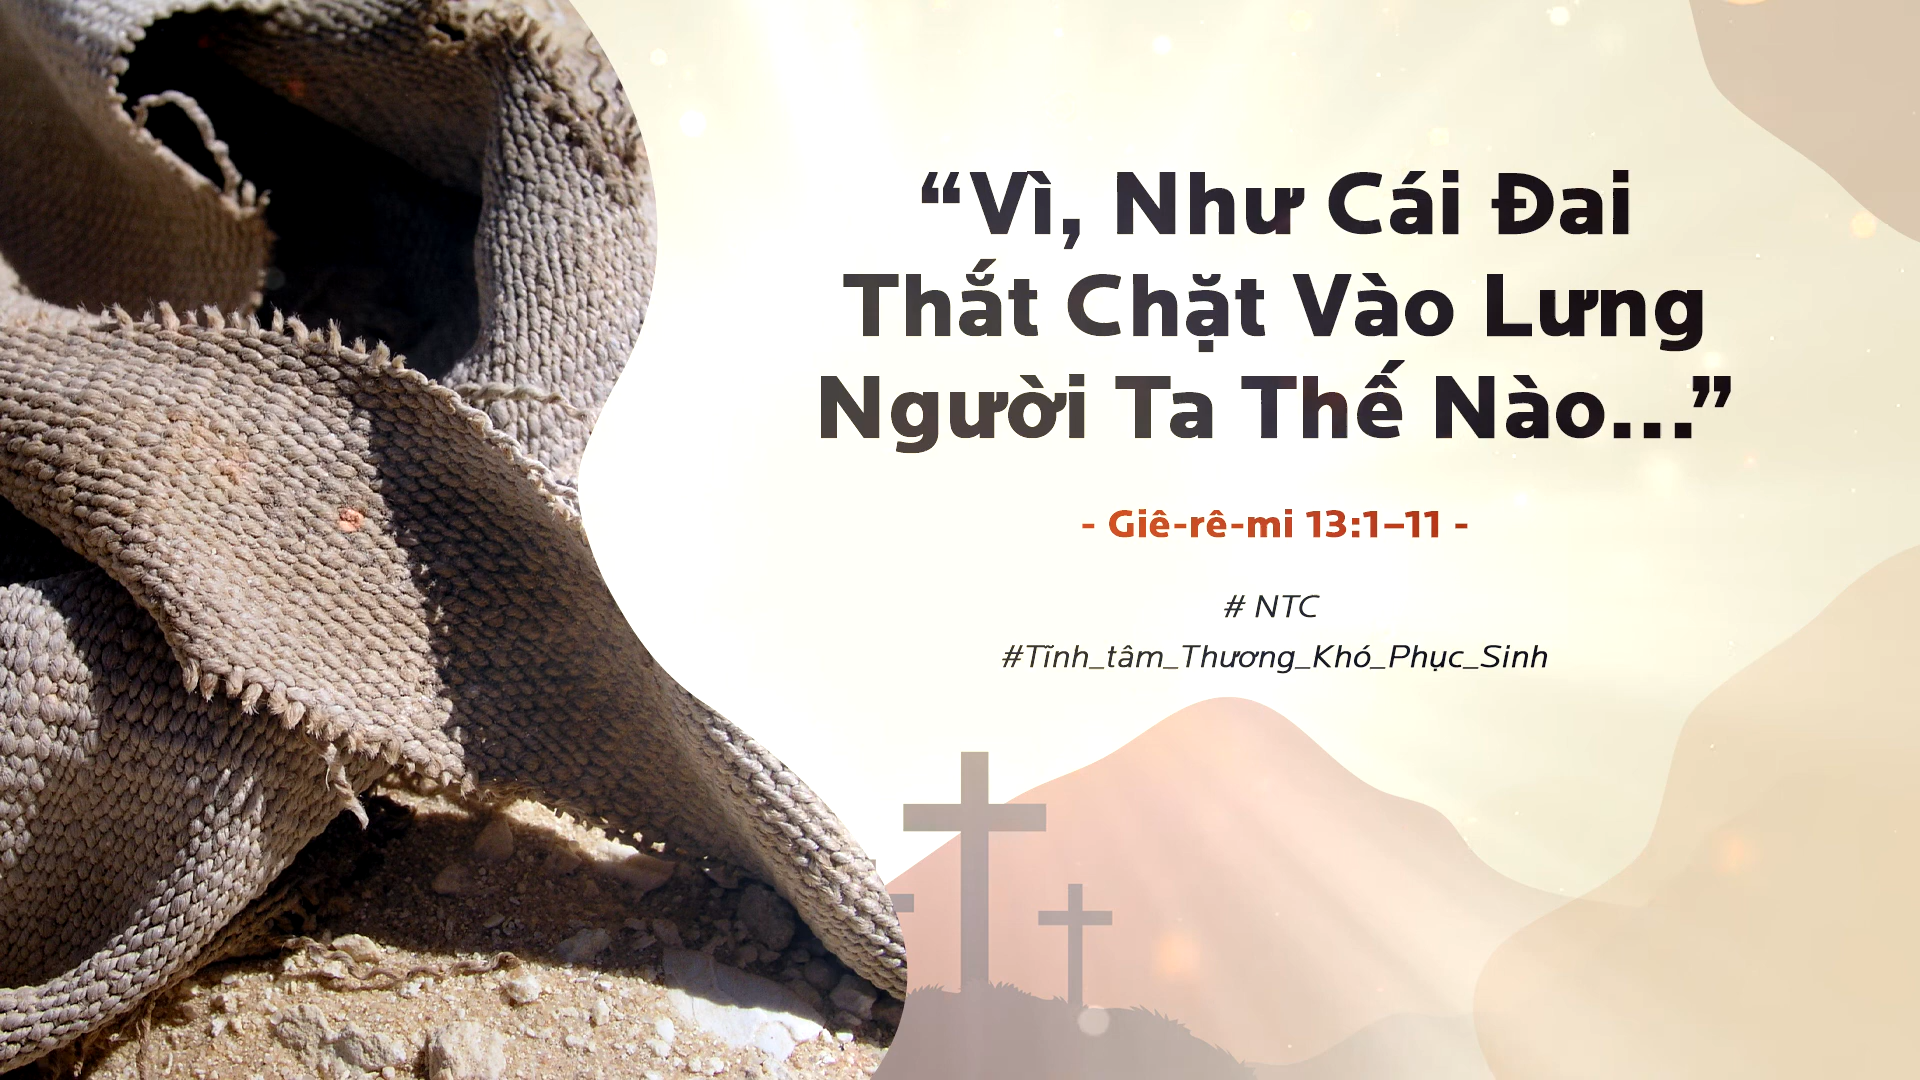 “Vì, Như Cái Đai
Thắt Chặt Vào Lưng
Người Ta Thế Nào...”
- Giê-rê-mi 13:1–11 -
# NTC
#Tĩnh_tâm_Thương_Khó_Phục_Sinh